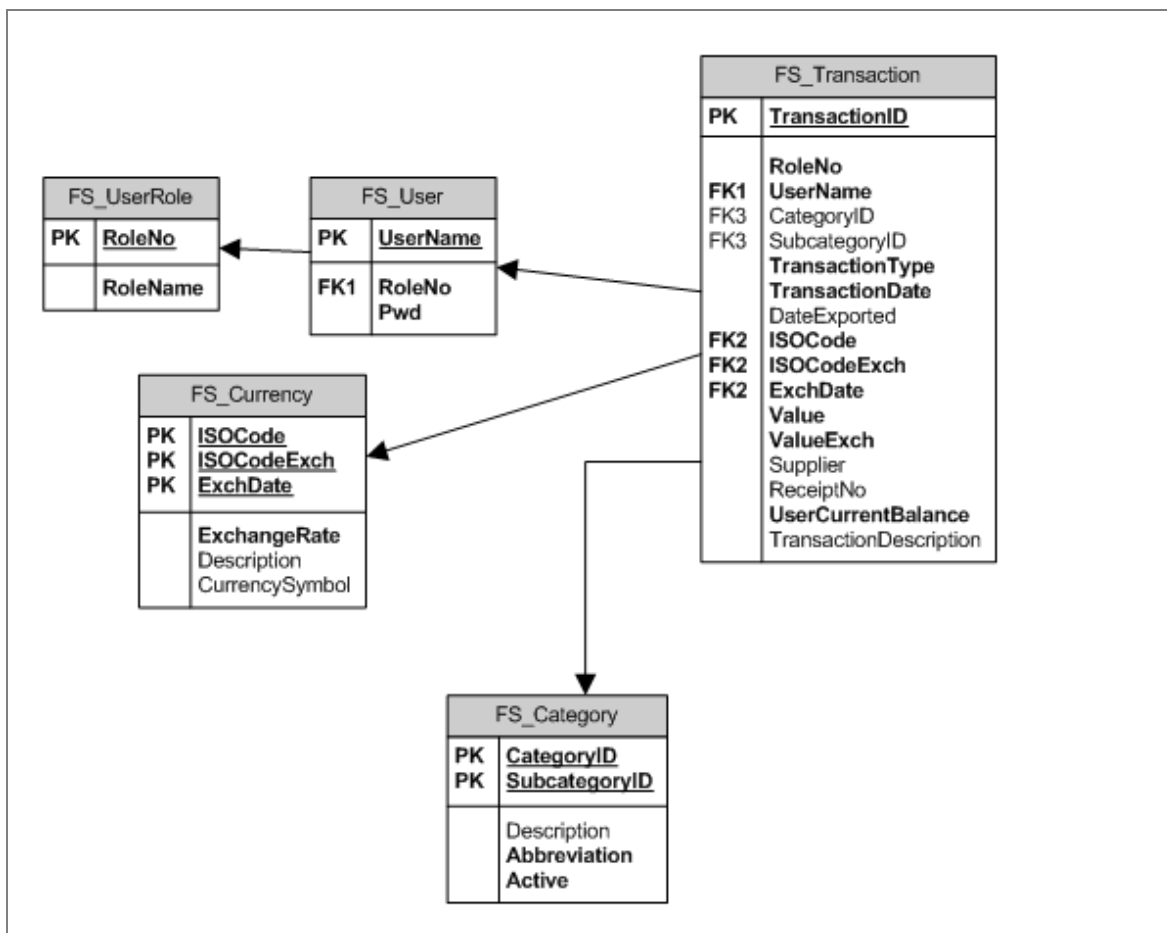 FS_Transaction
PK TransactionID
RoleNo
FK1 UserName
FK3 CategoryID
FK3 SubcategoryID
TransactionType
TransactionDate
DateExported
FK2 ISOCode
FK2 ISOCodeExch
FK2 ExchDate
Value
ValueExch
Supplier
ReceiptNo
UserCurrentBalance
TransactionDescription
FS_UserRole
PK RoleNo
RoleName
FS_User
PK UserName
FK1 RoleNo
Pwd
FS_Currency
PK ISOCode
PK ISOCodeExch
PK ExchDate
ExchangeRate
Description
CurrencySymbol
FS_Category
PK CategoryID
PK SubcategoryID
Description
Abbreviation
Active